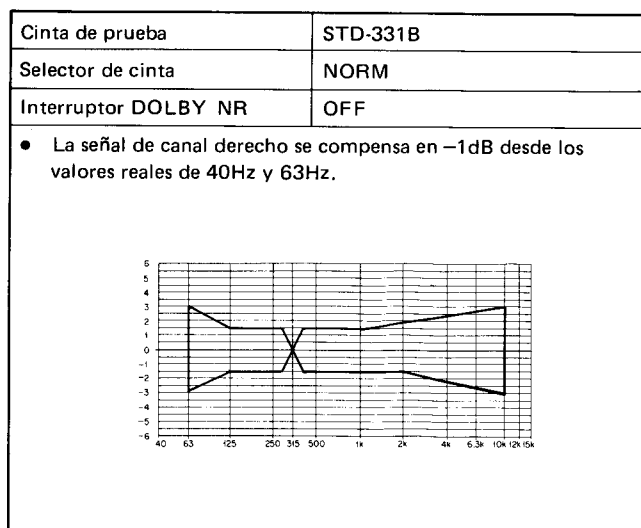 Cinta de prueba STD-331B
Selector de cinta NORM
Interruptor DOLBY NR OFF
● La señal de canal derecho se compensa en −1dB desde los
valores reales de 40Hz y 63Hz.
6
5
4
3
2
1
0
−1
−2
−3
−4
−5
−6
40 63 125 250 315 500 1k 2k 4k 6.3k 10k 12k 15k